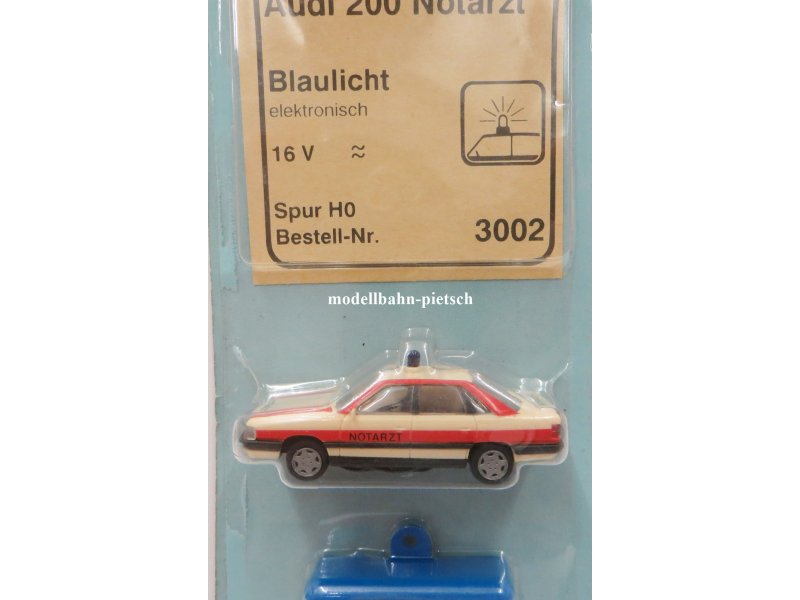 Audi 200 Notarzt
Blaulicht
elektronisch
16 V ≈
Spur H0
Bestell-Nr. 3002
modellbahn-pietsch
NOTARZT